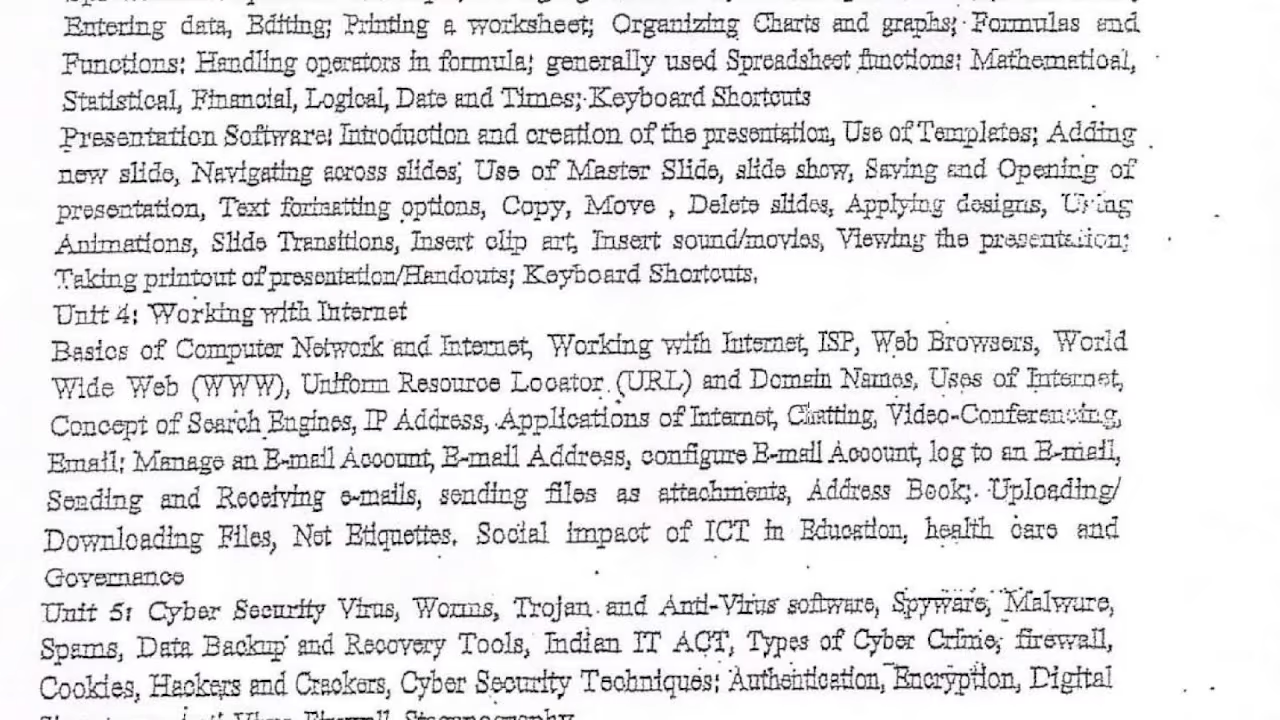 Entering data, Editing; Printing a worksheet; Organizing Charts and graphs; Formulas and
Functions: Handling operators in formula; generally used Spreadsheet functions: Mathematical,
Statistical, Financial, Logical, Date and Times; Keyboard Shortcuts
Presentation Software: Introduction and creation of the presentation, Use of Templates; Adding
new slide, Navigating across slides; Use of Master Slide, slide show, Saving and Opening of
presentation, Text formatting options, Copy, Move , Delete slides, Applying designs, Using
Animations, Slide Transitions, Insert clip art, Insert sound/movies, Viewing the presentation;
Taking printout of presentation/Handouts; Keyboard Shortcuts.
Unit 4: Working with Internet
Basics of Computer Network and Internet, Working with Internet, ISP, Web Browsers, World
Wide Web (WWW), Uniform Resource Locator (URL) and Domain Names, Uses of Internet,
Concept of Search Engines, IP Address, Applications of Internet, Chatting, Video-Conferencing,
Email: Manage an E-mail Account, E-mail Address, configure E-mail Account, log to an E-mail,
Sending and Receiving e-mails, sending files as attachments, Address Book; Uploading/
Downloading Files, Net Etiquettes. Social impact of ICT in Education, health care and
Governance
Unit 5: Cyber Security Virus, Worms, Trojan and Anti-Virus software, Spyware, Malware,
Spams, Data Backup and Recovery Tools, Indian IT ACT, Types of Cyber Crime, firewall,
Cookies, Hackers and Crackers, Cyber Security Techniques: Authentication, Encryption, Digital